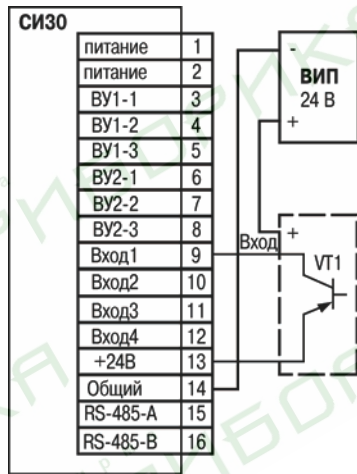 СИ30
питание 1
питание 2
ВУ1-1 3
ВУ1-2 4
ВУ1-3 5
ВУ2-1 6
ВУ2-2 7
ВУ2-3 8
Вход1 9
Вход2 10
Вход3 11
Вход4 12
+24В 13
Общий 14
RS-485-A 15
RS-485-B 16
-
ВИП
24 В
+
Вход
+
VT1